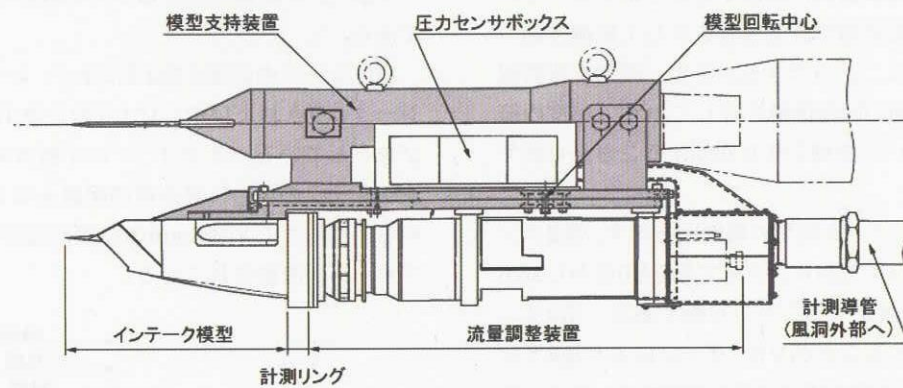 模型支持装置
圧力センサボックス
模型回転中心
インテーク模型
計測リング
流量調整装置
計測導管
(風洞外部へ)